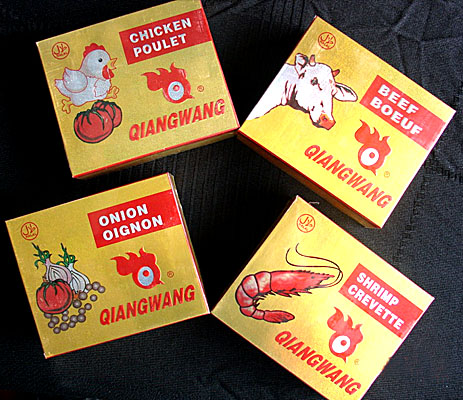 CHICKEN
POULET
QIANGWANG
BEEF
BOEUF
QIANGWANG
ONION
OIGNON
®
QIANGWANG
SHRIMP
CREVETTE
QIANGWANG